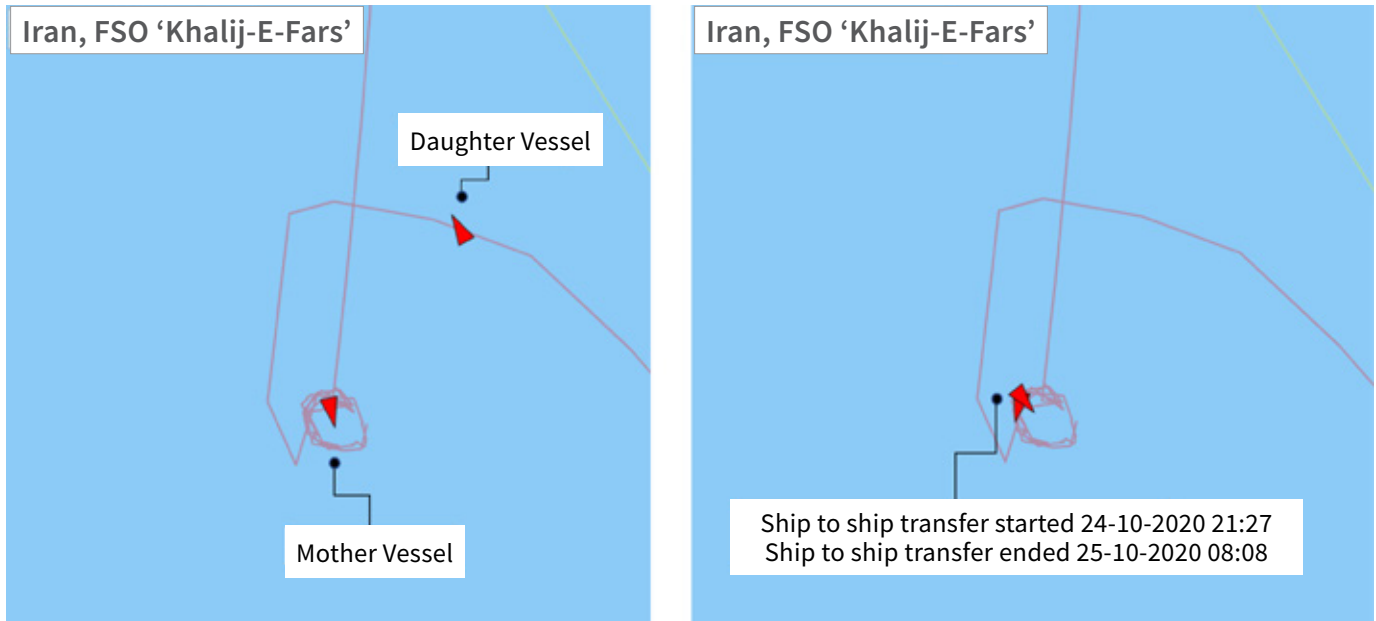 Iran, FSO ‘Khalij-E-Fars’
Daughter Vessel
Mother Vessel
Iran, FSO ‘Khalij-E-Fars’
Ship to ship transfer started 24-10-2020 21:27
Ship to ship transfer ended 25-10-2020 08:08